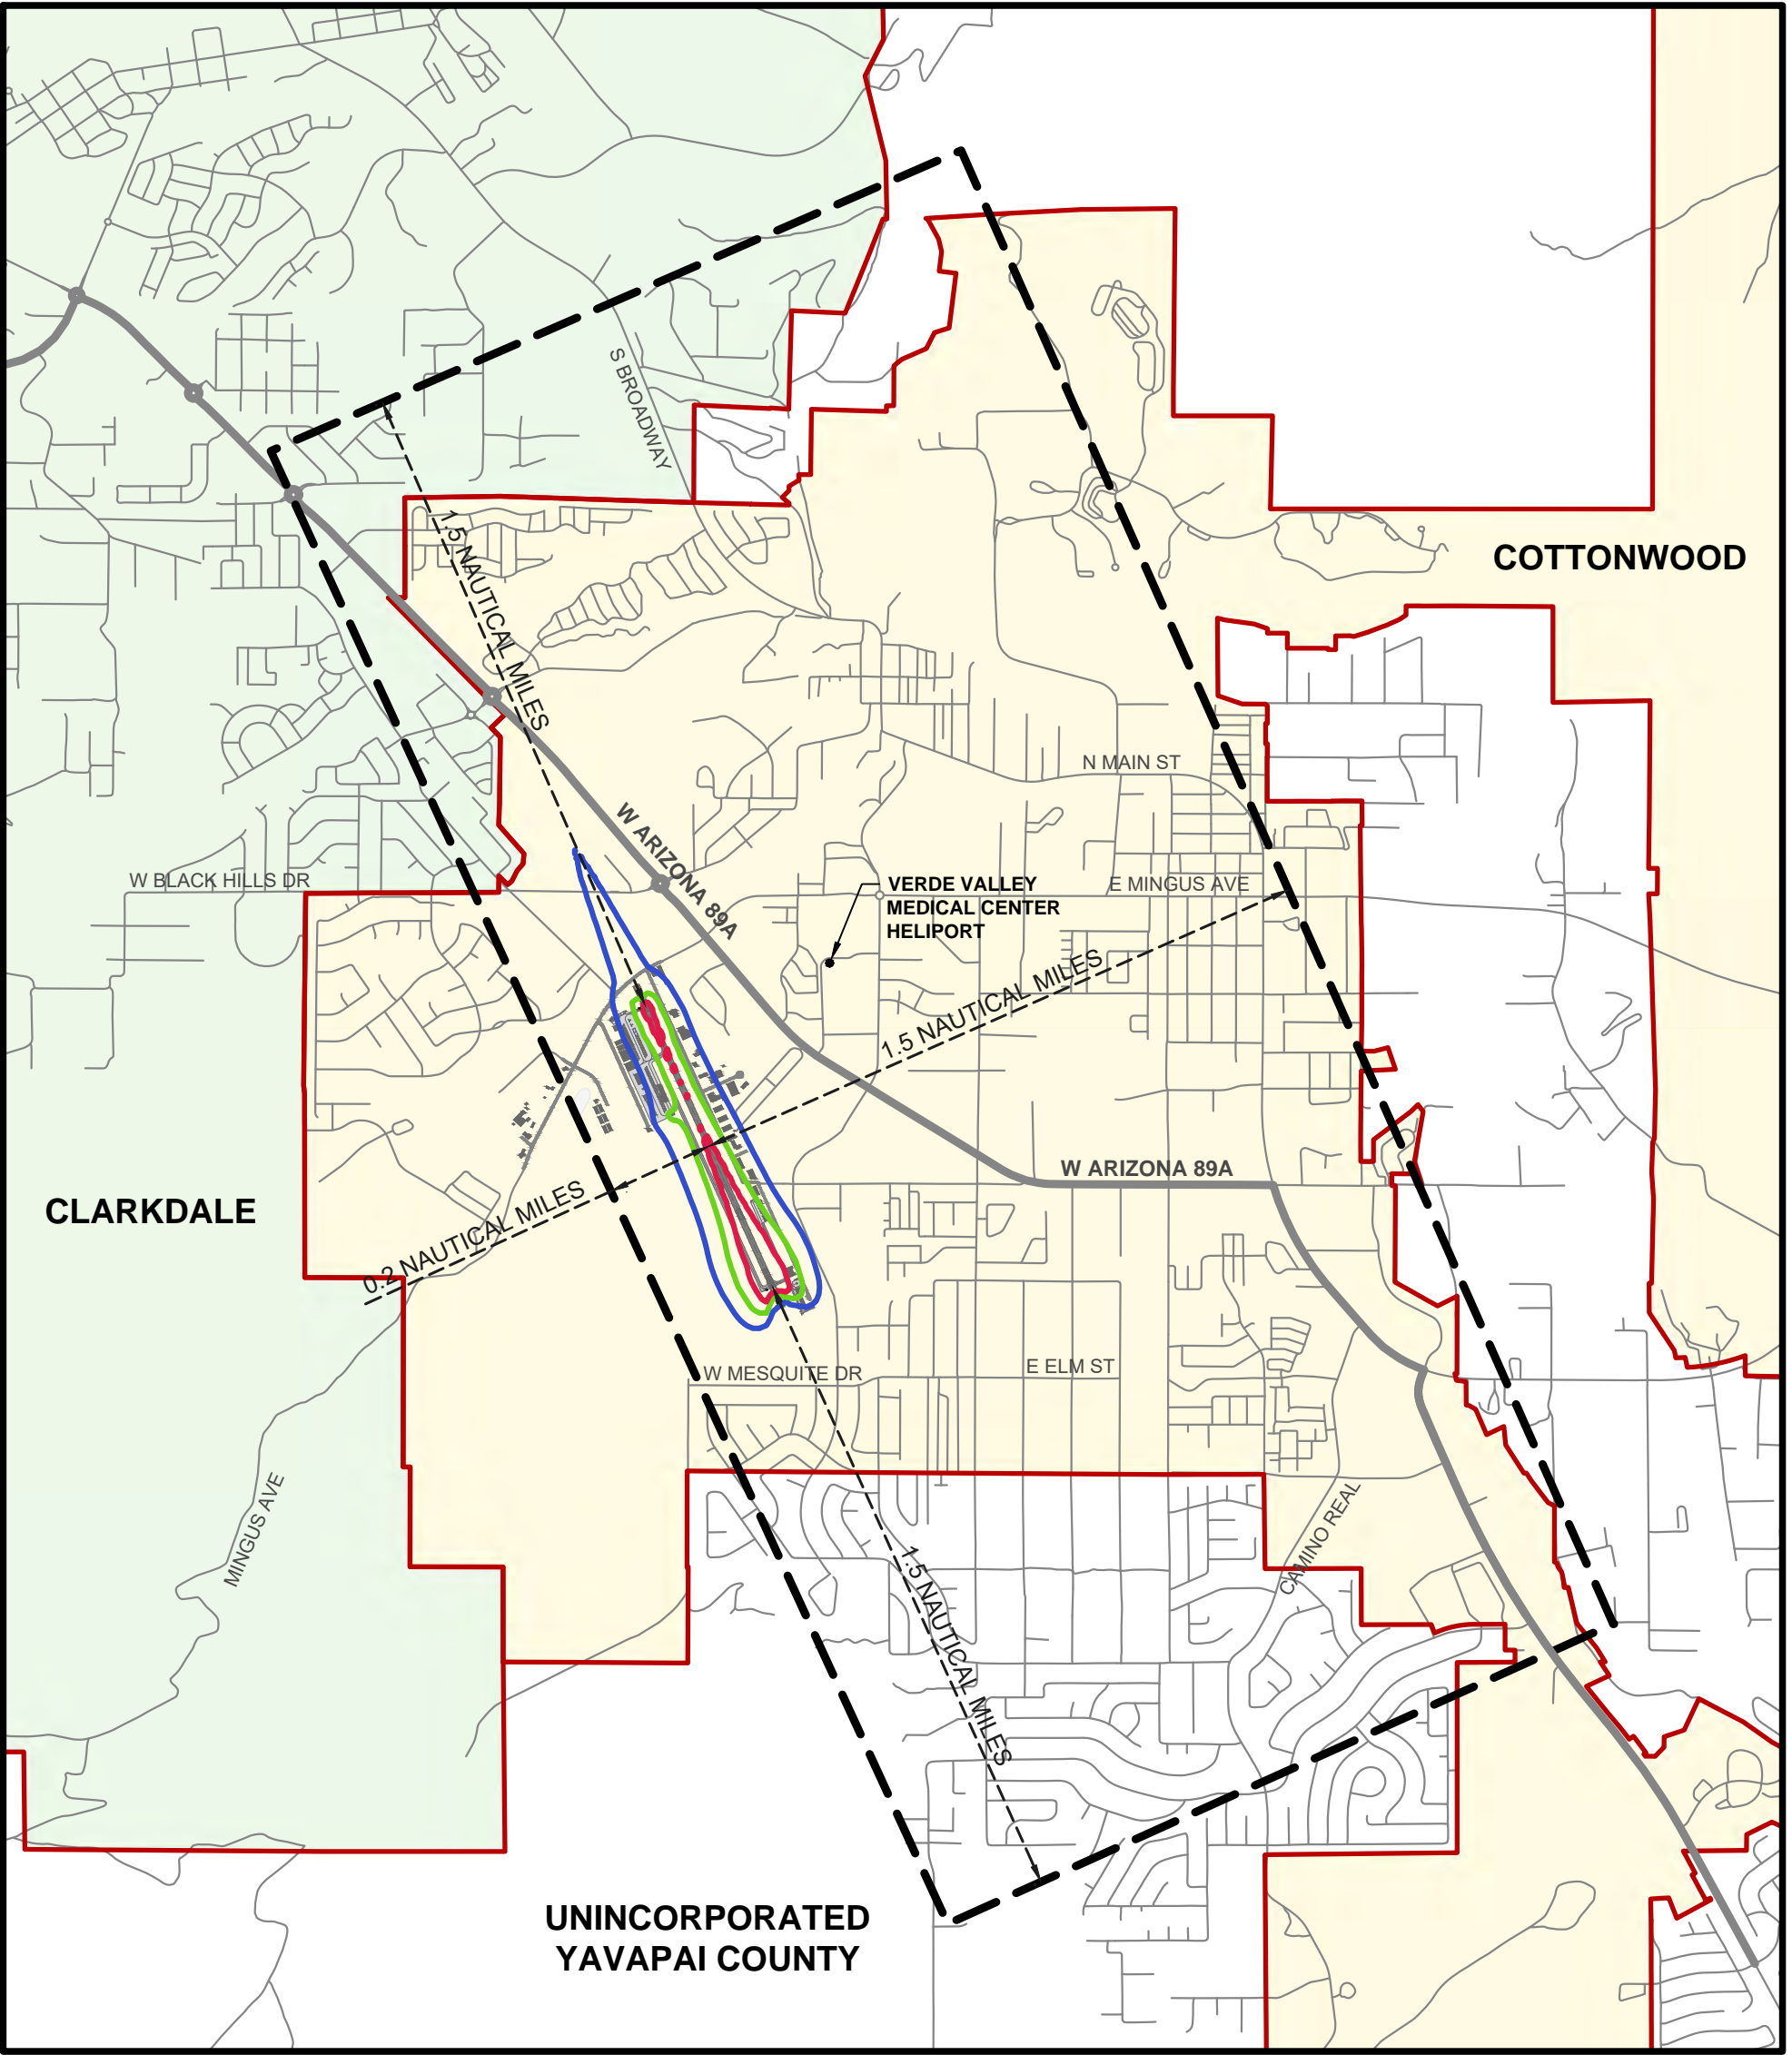 S BROADWAY
COTTONWOOD
1.5 NAUTICAL MILES
N MAIN ST
W ARIZONA 89A
W BLACK HILLS DR
VERDE VALLEY
MEDICAL CENTER
HELIPORT
E MINGUS AVE
1.5 NAUTICAL MILES
W ARIZONA 89A
CLARKDALE
0.2 NAUTICAL MILES
W MESQUITE DR
E ELM ST
MINGUS AVE
CAMINO REAL
1.5 NAUTICAL MILES
UNINCORPORATED
YAVAPAI COUNTY